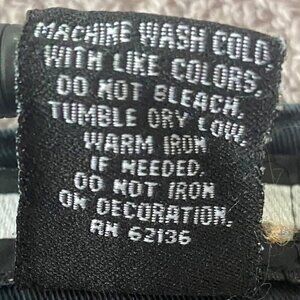 MACHINE WASH COLD,
WITH LIKE COLORS,
DO NOT BLEACH,
TUMBLE DRY LOW,
WARM IRON
IF NEEDED,
DO NOT IRON
ON DECORATION,
RN 62136